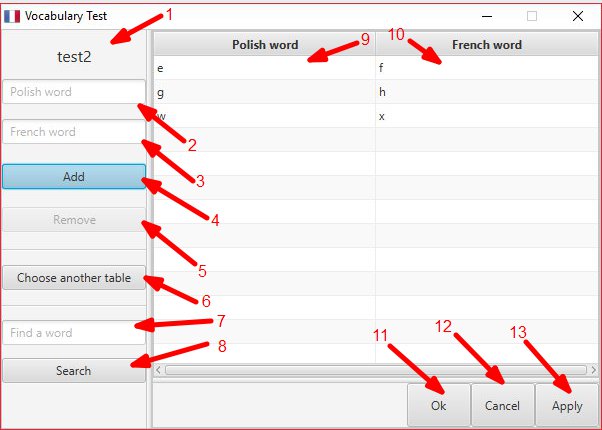 Vocabulary Test
1
test2
Polish word
French word
Add
Remove
Choose another table
Find a word
Search
2
3
4
5
6
7
8
Polish word 9
10 French word
e f
g h
w x
11
12
13
Ok
Cancel
Apply